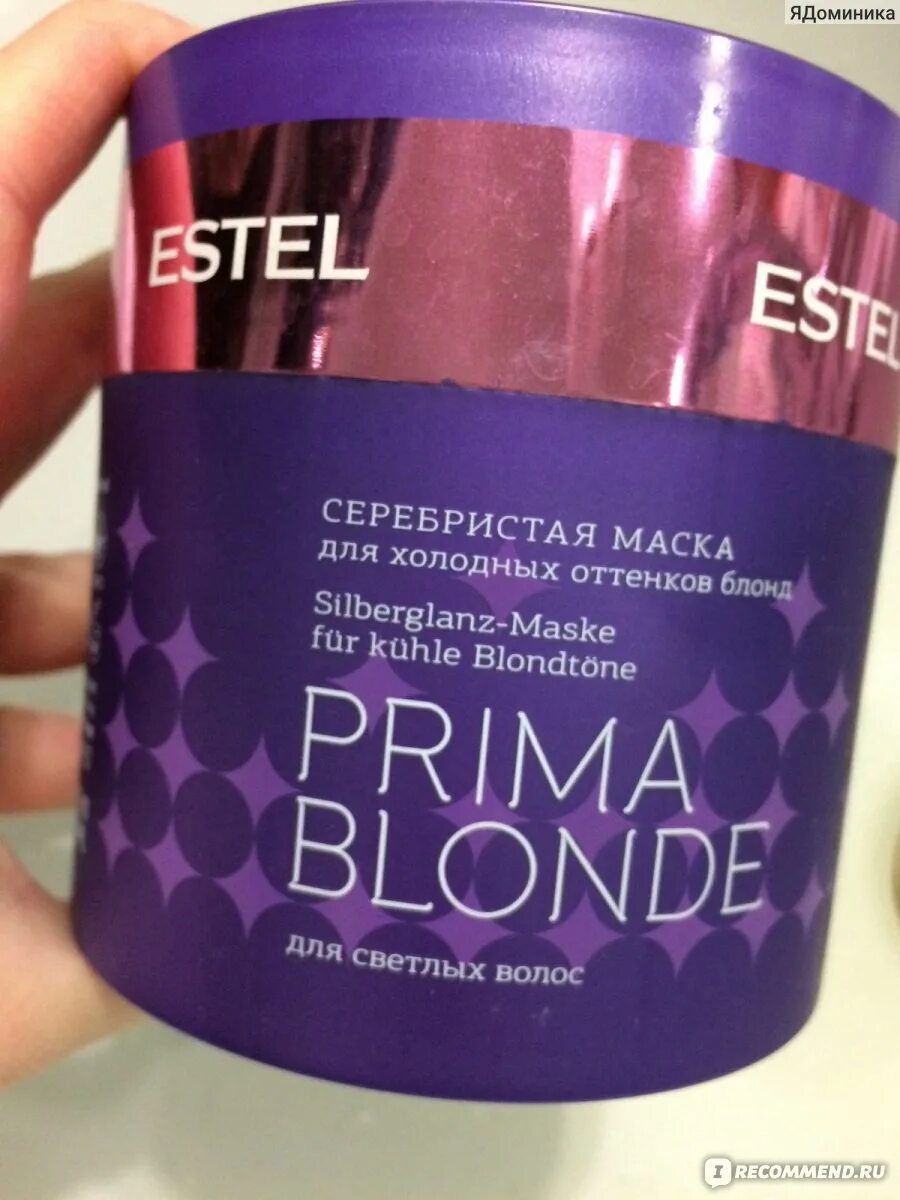 ЯДоминика
ESTEL
ESTEL
СЕРЕБРИСТАЯ МАСКА
для холодных оттенков блонд
Silberglanz-Maske
für kühle Blondtöne
PRIMA
BLONDE
для светлых волос
IRECOMMEND.RU